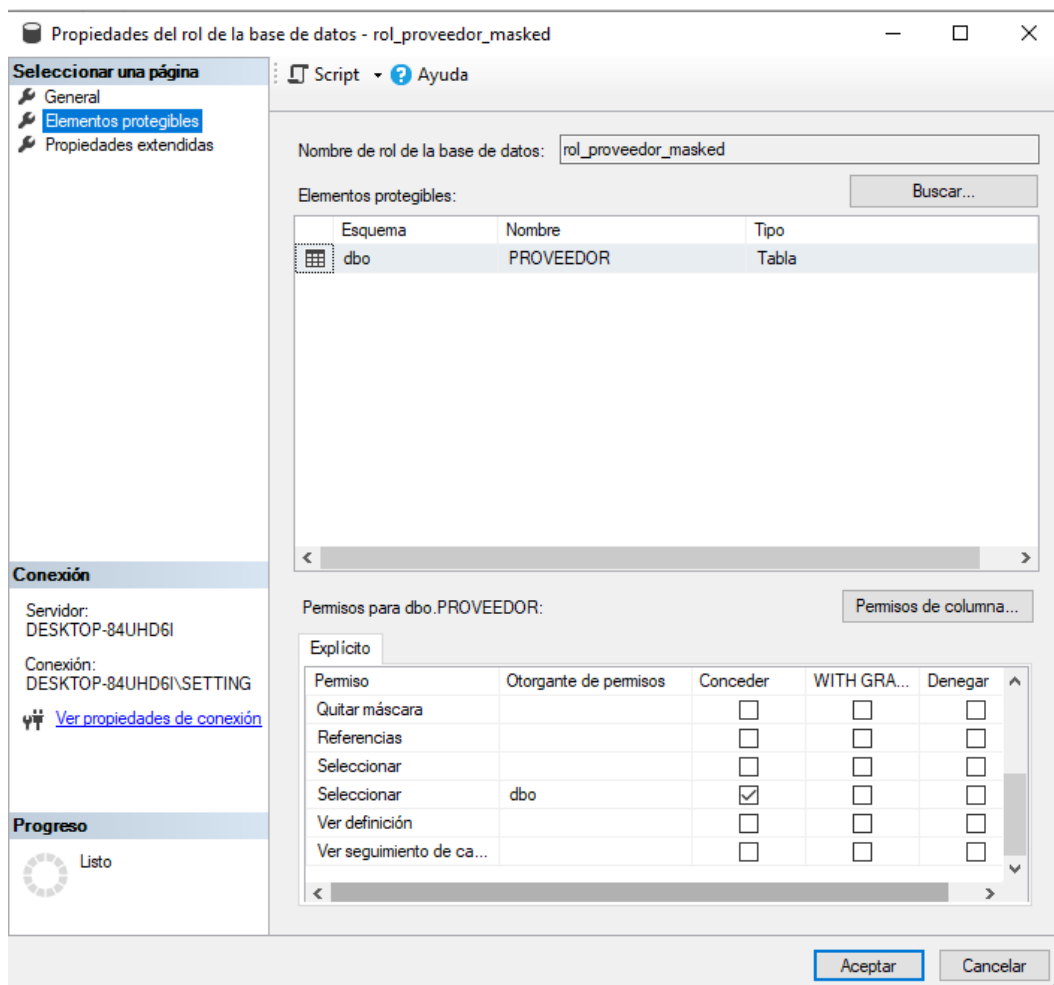 Propiedades del rol de la base de datos - rol_proveedor_masked
Seleccionar una página
General
Elementos protegibles
Propiedades extendidas
Script
Ayuda
Nombre de rol de la base de datos: rol_proveedor_masked
Elementos protegibles:
Buscar...
Esquema Nombre Tipo
dbo PROVEEDOR Tabla
Conexión
Servidor:
DESKTOP-84UHD6I
Conexión:
DESKTOP-84UHD6I\SETTING
Ver propiedades de conexión
Progreso
Listo
Permisos para dbo.PROVEEDOR:
Permisos de columna...
Explícito
Permiso Otorgante de permisos Conceder WITH GRA... Denegar
Quitar máscara
Referencias
Seleccionar
Seleccionar dbo
Ver definición
Ver seguimiento de ca...
Aceptar Cancelar